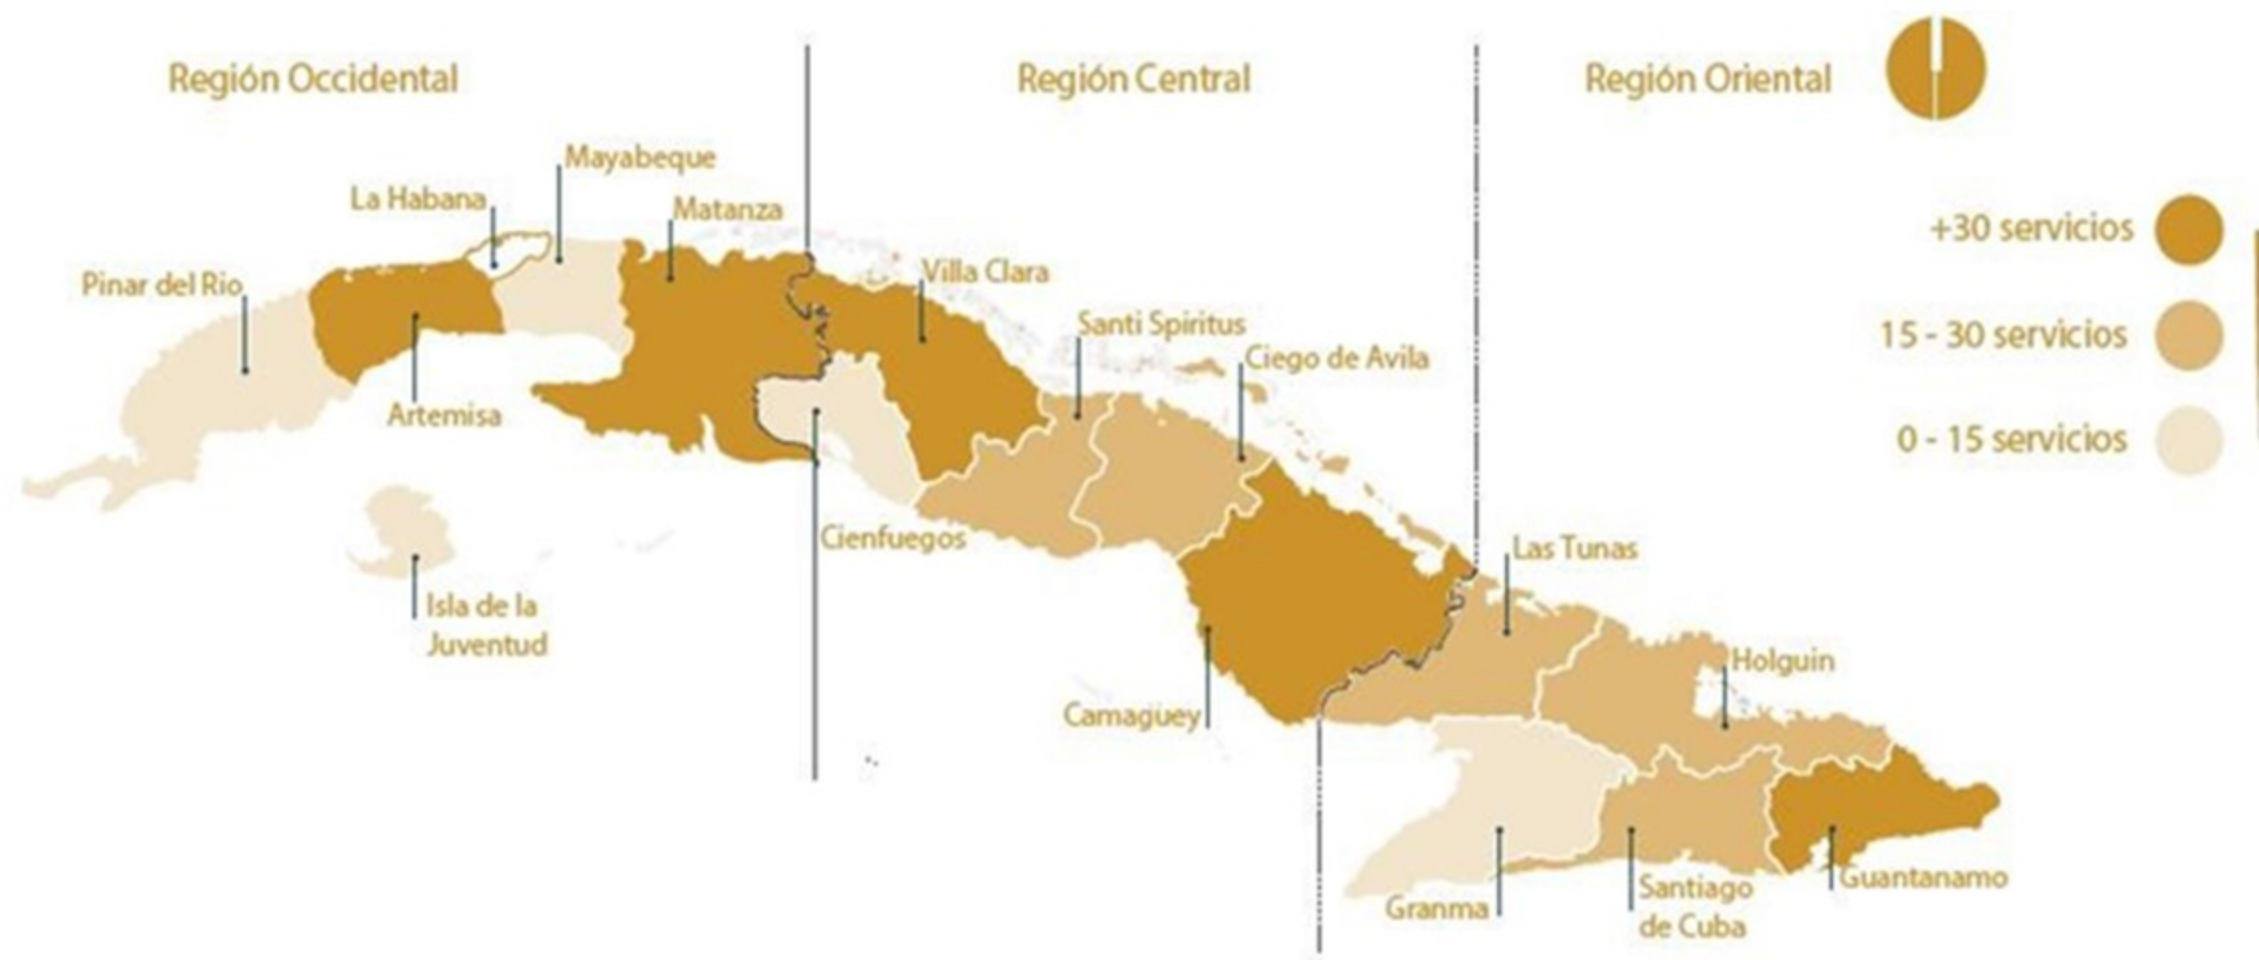 Región Occidental
Región Central
Región Oriental
Mayabeque
La Habana
Matanza
Pinar del Rio
Villa Clara
+30 servicios
Santi Spiritus
15 - 30 servicios
Ciego de Avila
Artemisa
0 - 15 servicios
Cienfuegos
Las Tunas
Isla de la
Juventud
Holguin
Camagüey
Guantanamo
Santiago
de Cuba
Granma